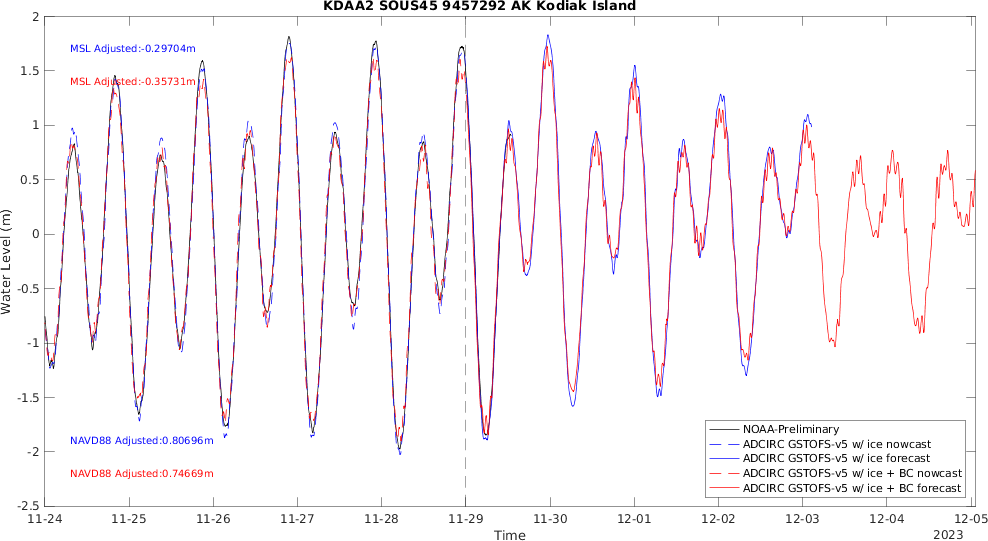 KDAA2 SOUS45 9457292 AK Kodiak Island
MSL Adjusted:-0.29704m
MSL Adjusted:-0.35731m
NAVD88 Adjusted:0.80696m
NAVD88 Adjusted:0.74669m
Water Level (m)
2
1.5
1
0.5
0
-0.5
-1
-1.5
-2
-2.5
NOAA-Preliminary
ADCIRC GSTOFS-v5 w/ ice nowcast
ADCIRC GSTOFS-v5 w/ ice forecast
ADCIRC GSTOFS-v5 w/ ice + BC nowcast
ADCIRC GSTOFS-v5 w/ ice + BC forecast
11-24 11-25 11-26 11-27 11-28 11-29 11-30 12-01 12-02 12-03 12-04 12-05
Time
2023